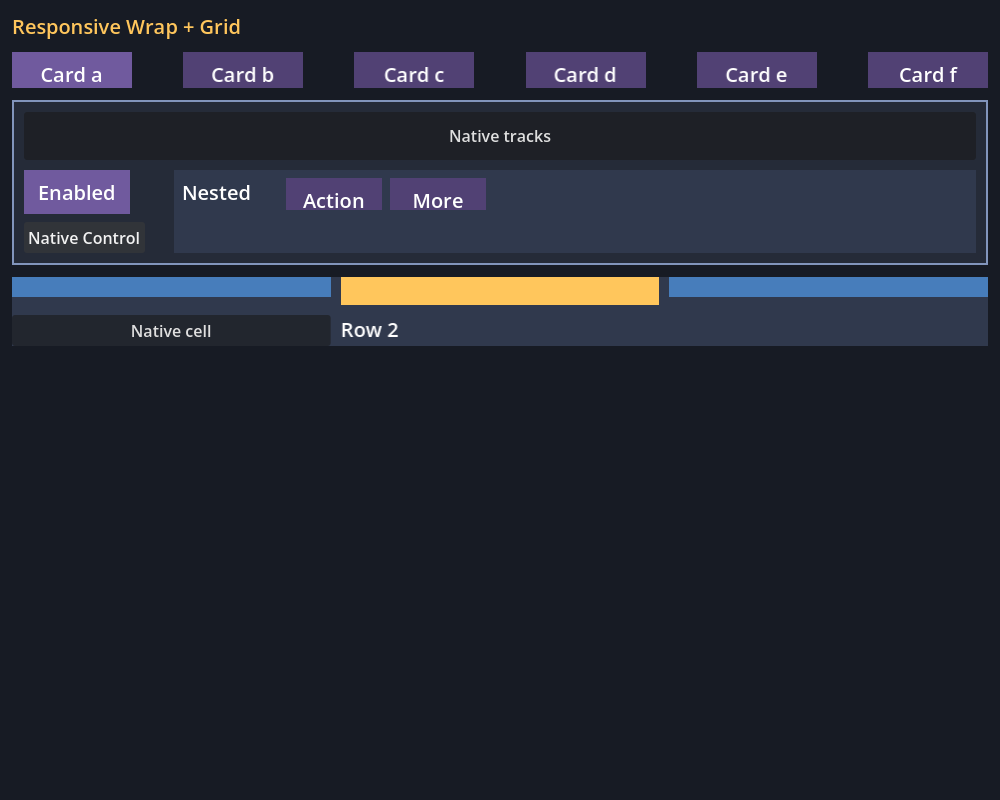 Responsive Wrap + Grid
Card a Card b Card c Card d Card e Card f
Native tracks
Enabled Nested Action More
Native Control
Native cell Row 2